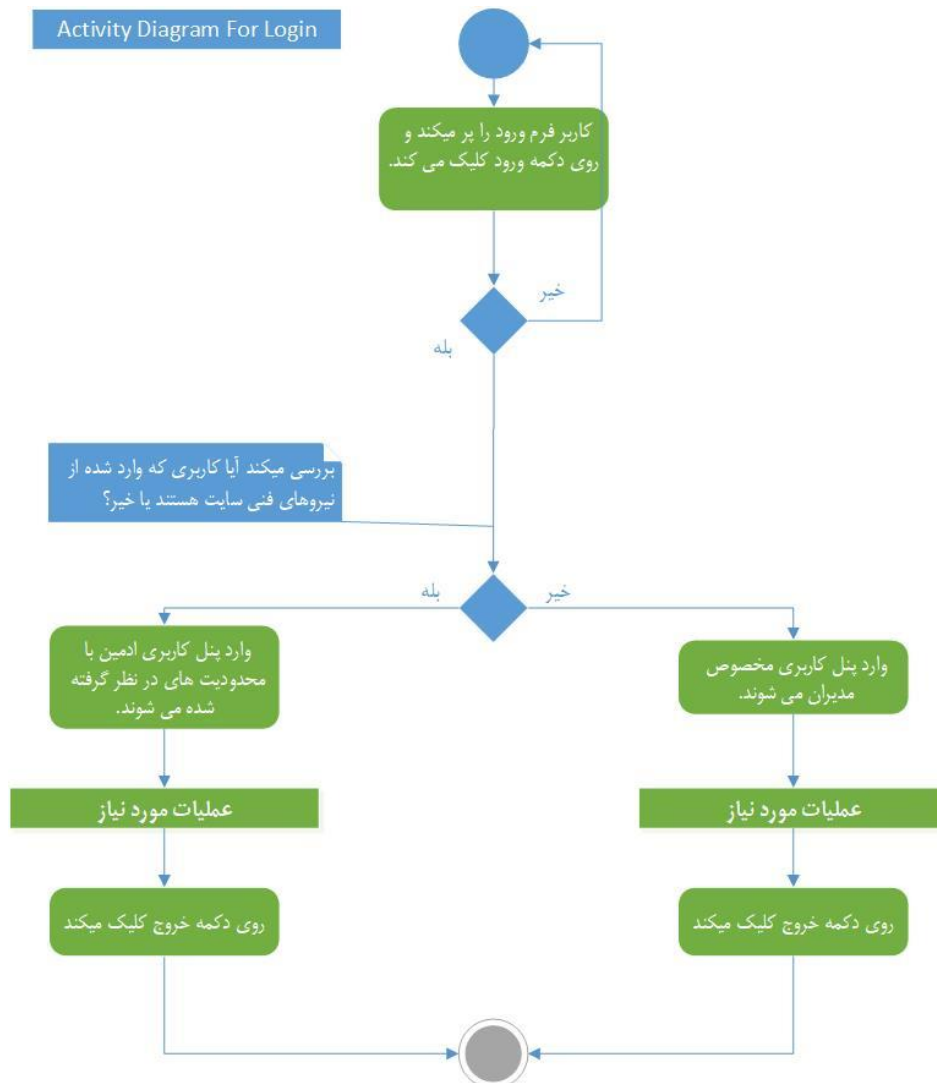 Activity Diagram For Login
کاربر فرم ورود را پر میکند و
روی دکمه ورود کلیک می کند.
خیر
بله
بررسی میکند آیا کاربری که وارد شده از
نیروهای فنی سایت هستند یا خیر؟
بله
خیر
وارد پنل کاربری ادمین با
محدودیت های در نظر گرفته
شده می شوند.
وارد پنل کاربری مخصوص
مدیران می شوند.
عملیات مورد نیاز
عملیات مورد نیاز
روی دکمه خروج کلیک میکند
روی دکمه خروج کلیک میکند